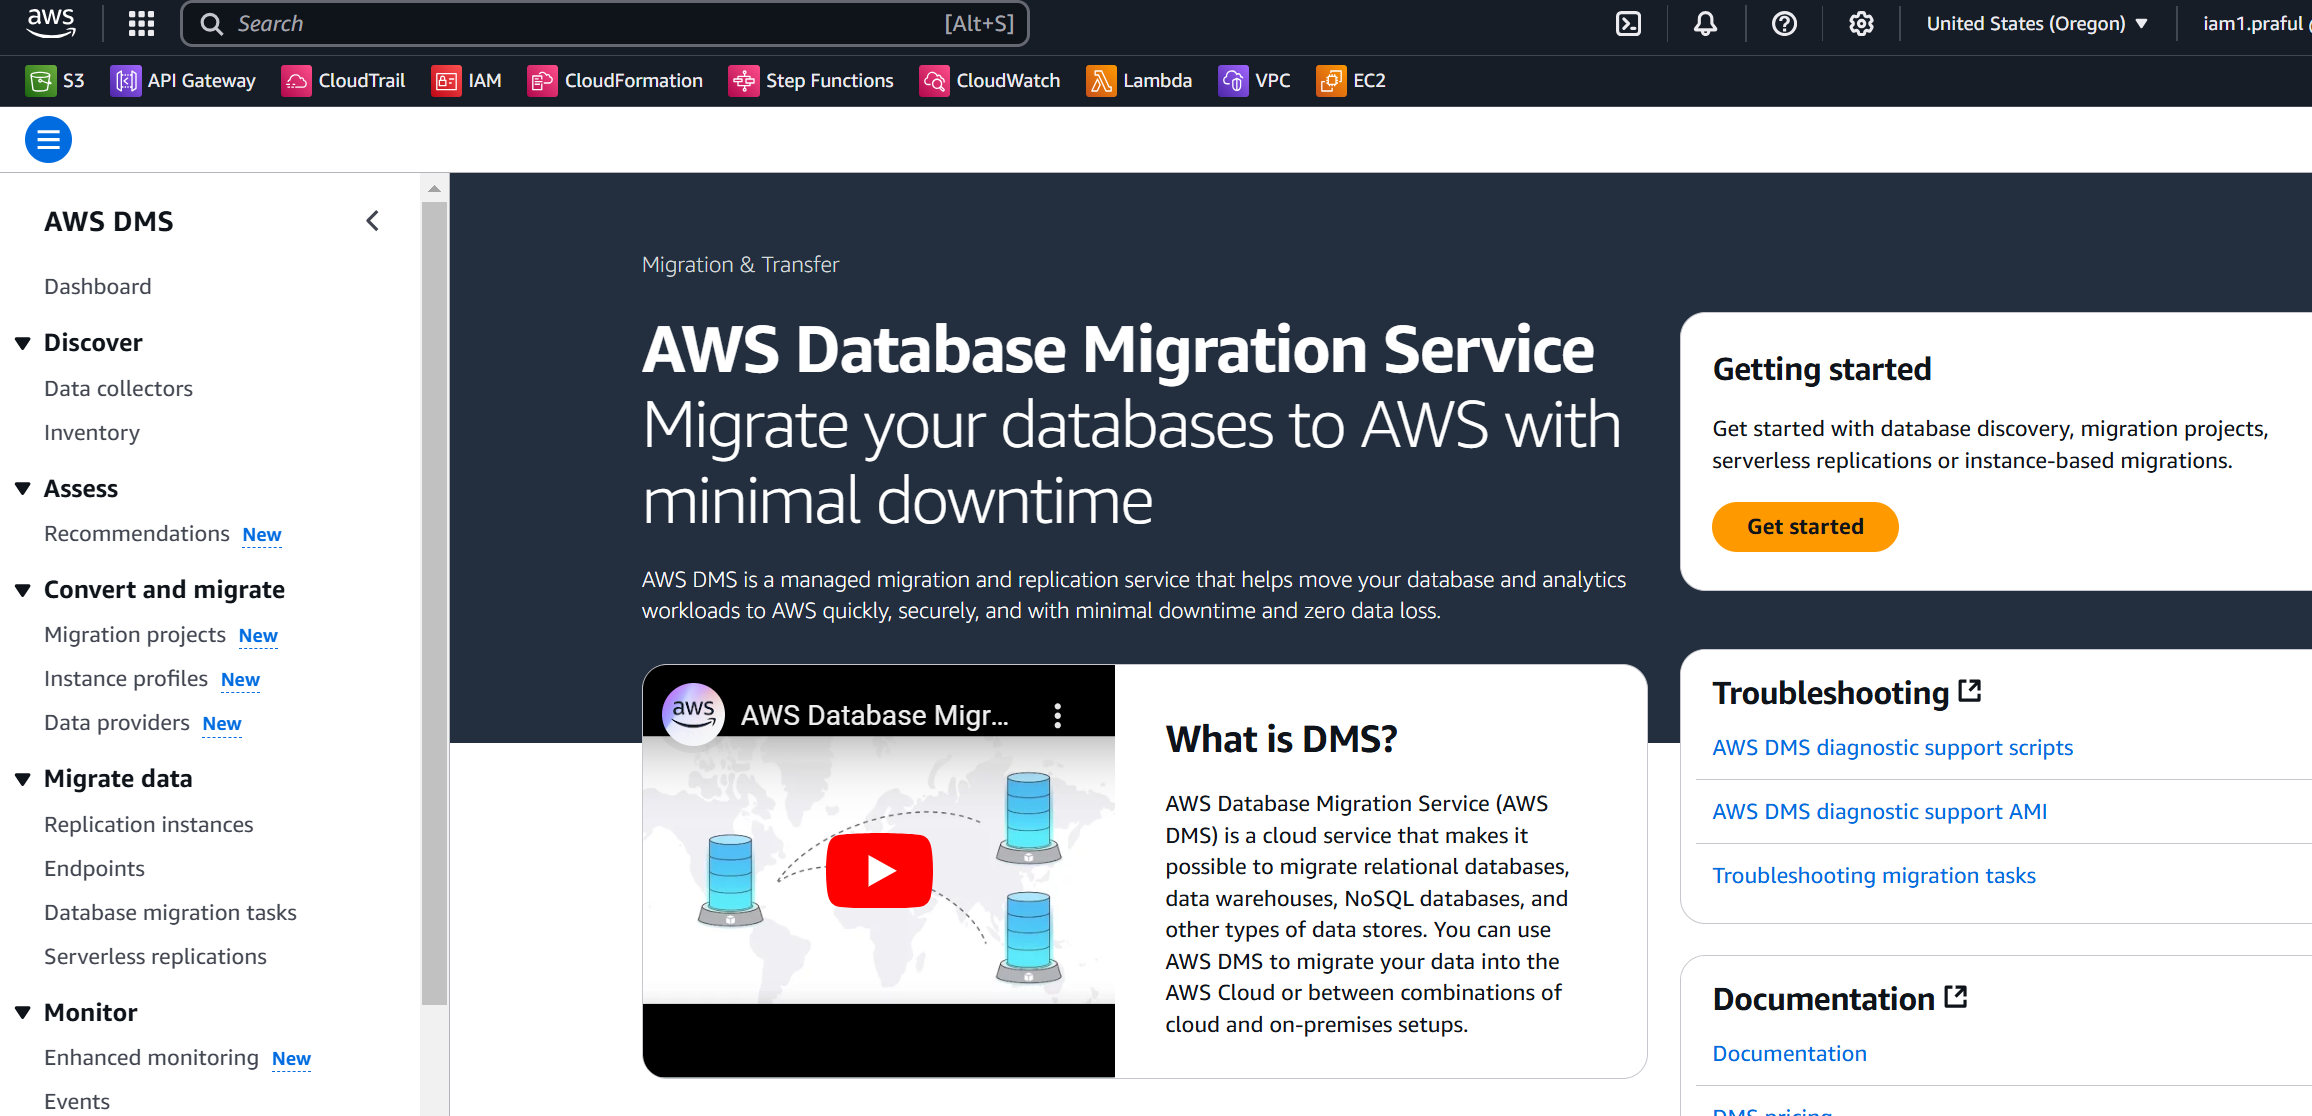 aws
Search [Alt+S]
United States (Oregon)
iam1.praful
S3 API Gateway CloudTrail IAM CloudFormation Step Functions CloudWatch Lambda VPC EC2
AWS DMS
Dashboard
Discover
Data collectors
Inventory
Assess
Recommendations New
Convert and migrate
Migration projects New
Instance profiles New
Data providers New
Migrate data
Replication instances
Endpoints
Database migration tasks
Serverless replications
Monitor
Enhanced monitoring New
Events
Migration & Transfer
AWS Database Migration Service
Migrate your databases to AWS with
minimal downtime
AWS DMS is a managed migration and replication service that helps move your database and analytics
workloads to AWS quickly, securely, and with minimal downtime and zero data loss.
aws
AWS Database Migr...
What is DMS?
AWS Database Migration Service (AWS
DMS) is a cloud service that makes it
possible to migrate relational databases,
data warehouses, NoSQL databases, and
other types of data stores. You can use
AWS DMS to migrate your data into the
AWS Cloud or between combinations of
cloud and on-premises setups.
Getting started
Get started with database discovery, migration projects,
serverless replications or instance-based migrations.
Get started
Troubleshooting
AWS DMS diagnostic support scripts
AWS DMS diagnostic support AMI
Troubleshooting migration tasks
Documentation
Documentation
DMS pricing